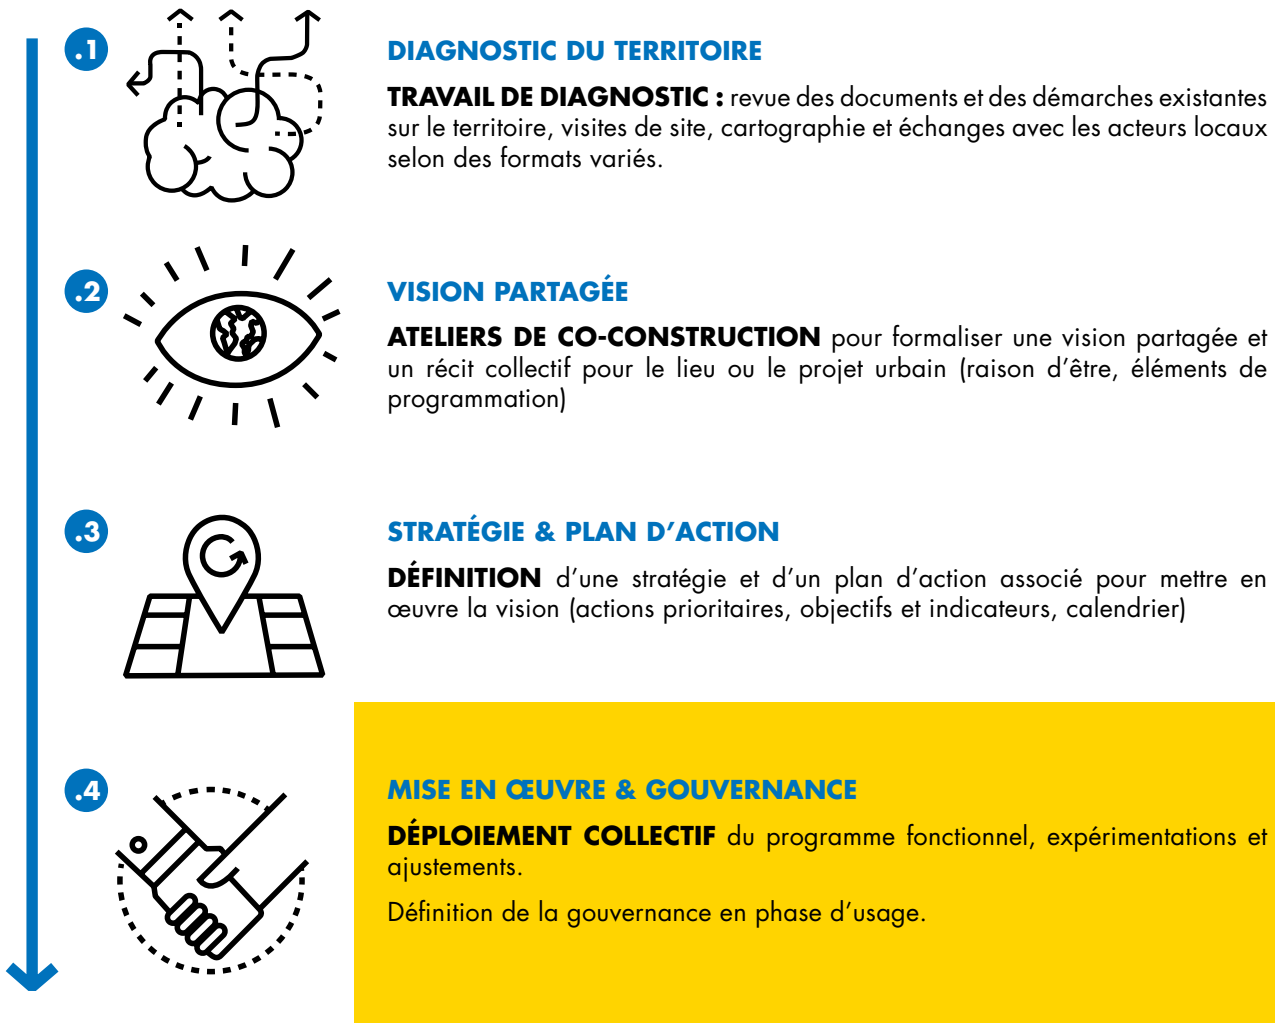 .1
DIAGNOSTIC DU TERRITOIRE
TRAVAIL DE DIAGNOSTIC : revue des documents et des démarches existantes
sur le territoire, visites de site, cartographie et échanges avec les acteurs locaux
selon des formats variés.
.2
VISION PARTAGÉE
ATELIERS DE CO-CONSTRUCTION pour formaliser une vision partagée et
un récit collectif pour le lieu ou le projet urbain (raison d’être, éléments de
programmation)
.3
STRATÉGIE & PLAN D’ACTION
DÉFINITION d’une stratégie et d’un plan d’action associé pour mettre en
œuvre la vision (actions prioritaires, objectifs et indicateurs, calendrier)
.4
MISE EN ŒUVRE & GOUVERNANCE
DÉPLOIEMENT COLLECTIF du programme fonctionnel, expérimentations et
ajustements.
Définition de la gouvernance en phase d’usage.